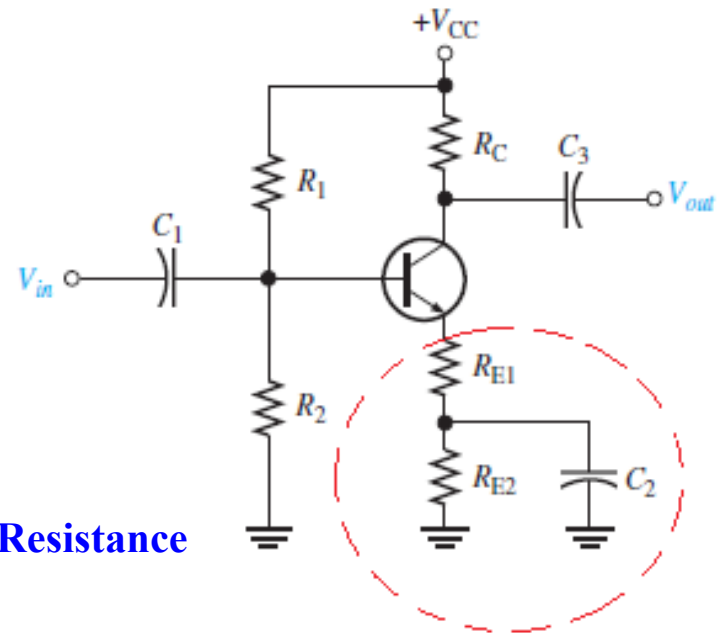 +VCC
RC
C3
R1
Vout
C1
Vin
RE1
R2
RE2
C2
Resistance